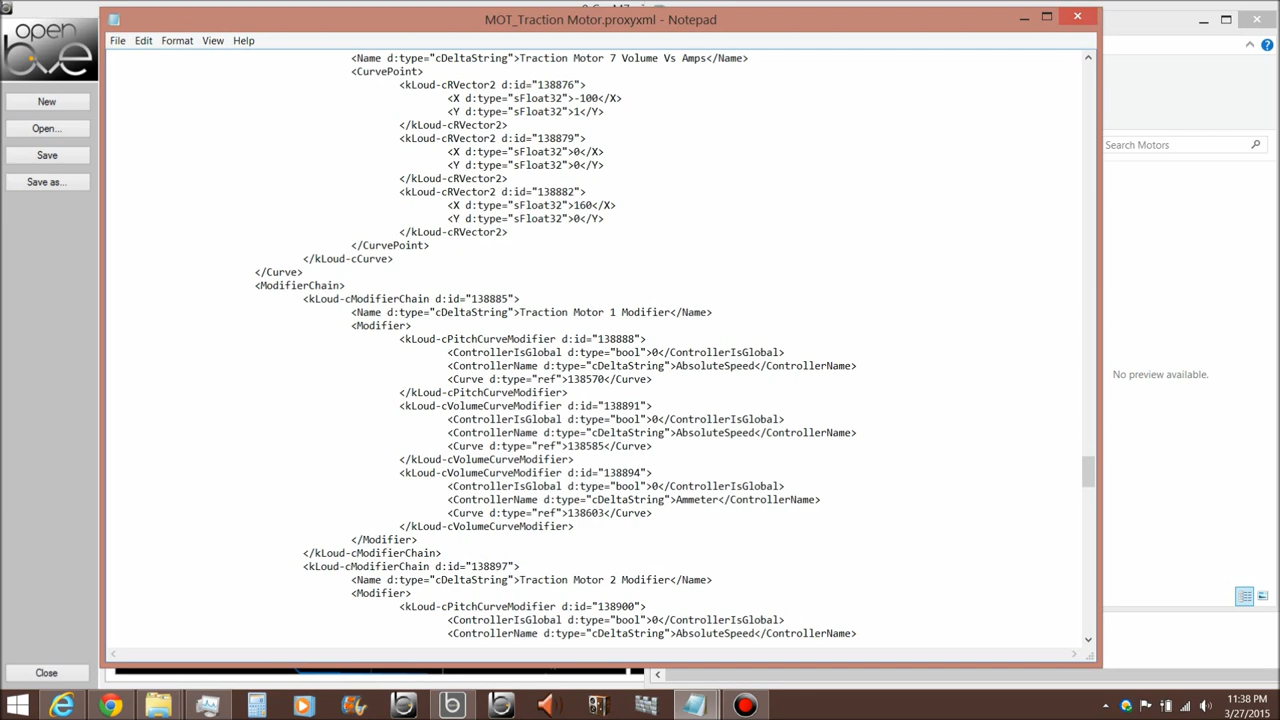 MOT_Traction Motor.proxyxml - Notepad
File Edit Format View Help
<Name d:type="cDeltaString">Traction Motor 7 Volume Vs Amps</Name>
<CurvePoint>
<kLoud-cRVector2 d:id="138876">
<X d:type="sFloat32">-100</X>
<Y d:type="sFloat32">1</Y>
</kLoud-cRVector2>
<kLoud-cRVector2 d:id="138879">
<X d:type="sFloat32">0</X>
<Y d:type="sFloat32">0</Y>
</kLoud-cRVector2>
<kLoud-cRVector2 d:id="138882">
<X d:type="sFloat32">160</X>
<Y d:type="sFloat32">0</Y>
</kLoud-cRVector2>
</CurvePoint>
</kLoud-cCurve>
</Curve>
<ModifierChain>
<kLoud-cModifierChain d:id="138885">
<Name d:type="cDeltaString">Traction Motor 1 Modifier</Name>
<Modifier>
<kLoud-cPitchCurveModifier d:id="138888">
<ControllerIsGlobal d:type="bool">0</ControllerIsGlobal>
<ControllerName d:type="cDeltaString">AbsoluteSpeed</ControllerName>
<Curve d:type="ref">138570</Curve>
</kLoud-cPitchCurveModifier>
<kLoud-cVolumeCurveModifier d:id="138891">
<ControllerIsGlobal d:type="bool">0</ControllerIsGlobal>
<ControllerName d:type="cDeltaString">AbsoluteSpeed</ControllerName>
<Curve d:type="ref">138585</Curve>
</kLoud-cVolumeCurveModifier>
<kLoud-cVolumeCurveModifier d:id="138894">
<ControllerIsGlobal d:type="bool">0</ControllerIsGlobal>
<ControllerName d:type="cDeltaString">Ammeter</ControllerName>
<Curve d:type="ref">138603</Curve>
</kLoud-cVolumeCurveModifier>
</Modifier>
</kLoud-cModifierChain>
<kLoud-cModifierChain d:id="138897">
<Name d:type="cDeltaString">Traction Motor 2 Modifier</Name>
<Modifier>
<kLoud-cPitchCurveModifier d:id="138900">
<ControllerIsGlobal d:type="bool">0</ControllerIsGlobal>
<ControllerName d:type="cDeltaString">AbsoluteSpeed</ControllerName>
open
bve
New
Open...
Save
Save as...
Close
Search Motors
No preview available.
11:38 PM
3/27/2015